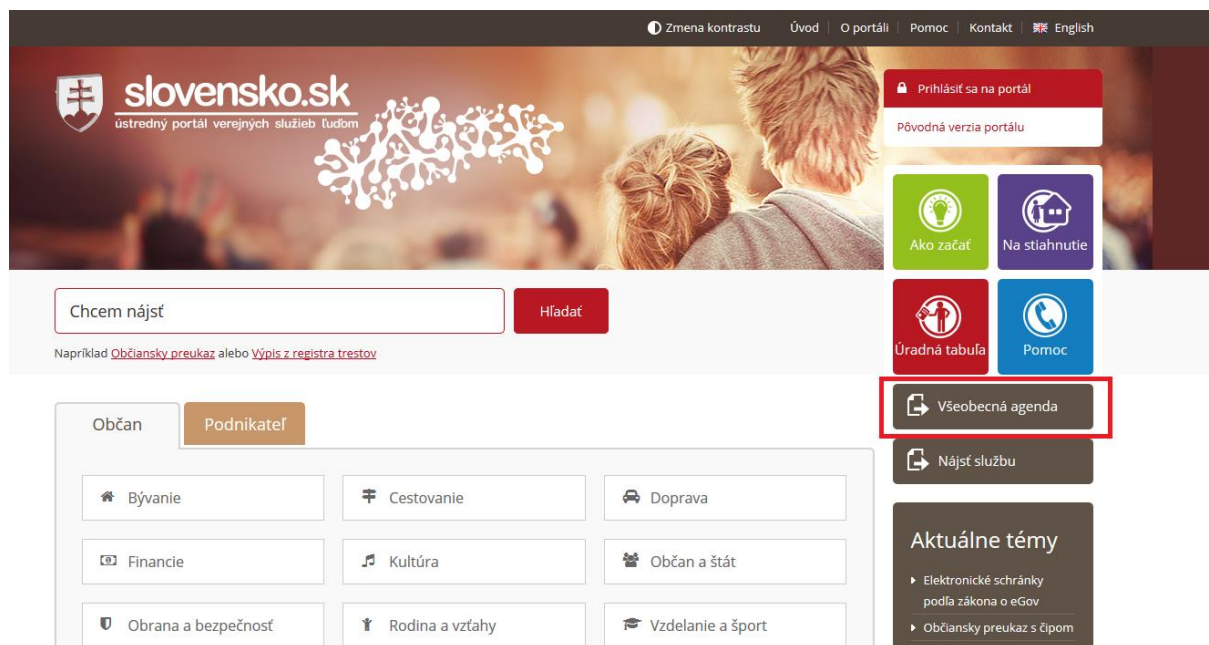 Zmena kontrastu Úvod O portáli Pomoc Kontakt English
slovensko.sk
ústredný portál verejných služieb ľuďom
Prihlásiť sa na portál
Pôvodná verzia portálu
Ako začať
Na stiahnutie
Chcem nájsť
Hľadať
Napríklad Občiansky preukaz alebo Výpis z registra trestov
Úradná tabuľa
Pomoc
Všeobecná agenda
Nájsť službu
Občan
Podnikateľ
Bývanie
Cestovanie
Doprava
Financie
Kultúra
Občan a štát
Obrana a bezpečnosť
Rodina a vzťahy
Vzdelanie a šport
Aktuálne témy
Elektronické schránky
podľa zákona o eGov
Občiansky preukaz s čipom